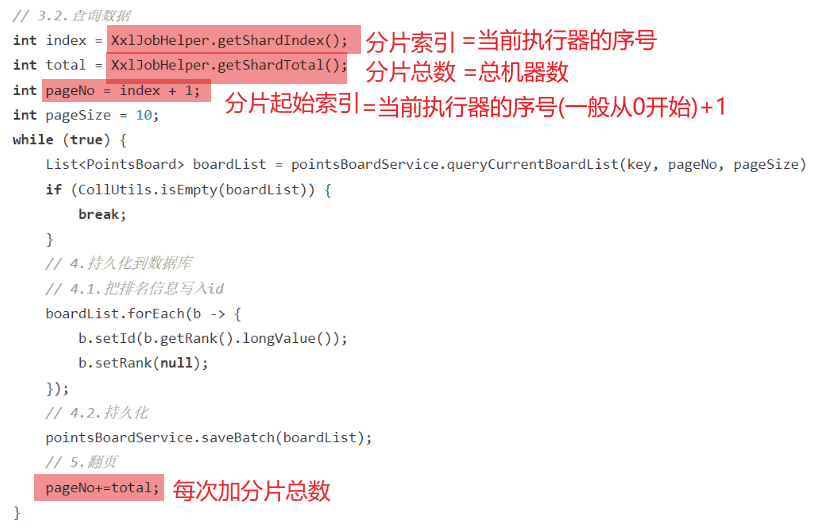 // 3.2.查询数据
int index = XxlJobHelper.getShardIndex(); 分片索引 =当前执行器的序号
int total = XxlJobHelper.getShardTotal(); 分片总数 =总机器数
int pageNo = index + 1; 分片起始索引=当前执行器的序号(一般从0开始)+1
int pageSize = 10;
while (true) {
    List<PointsBoard> boardList = pointsBoardService.queryCurrentBoardList(key, pageNo, pageSize)
    if (CollUtils.isEmpty(boardList)) {
        break;
    }
    // 4.持久化到数据库
    // 4.1.把排名信息写入id
    boardList.forEach(b -> {
        b.setId(b.getRank().longValue());
        b.setRank(null);
    });
    // 4.2.持久化
    pointsBoardService.saveBatch(boardList);
    // 5.翻页
    pageNo+=total; 每次加分片总数
}